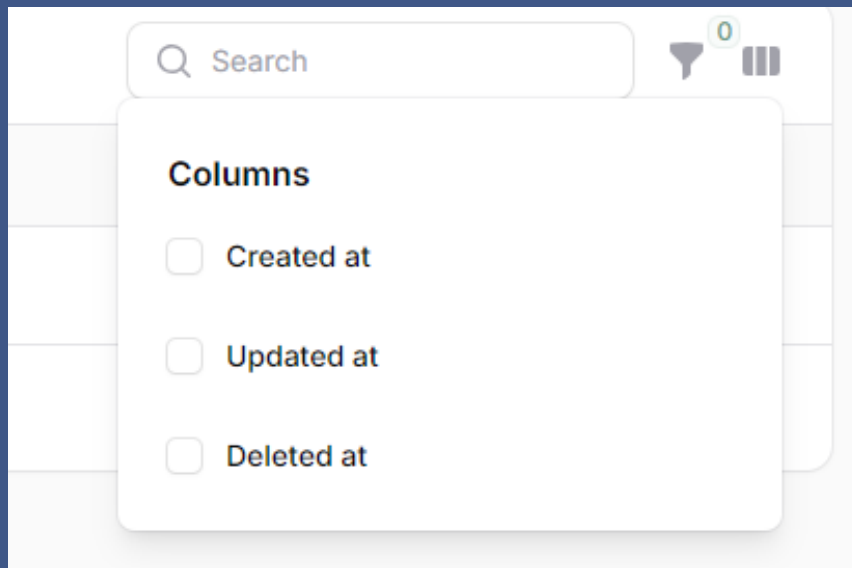 Search
0
Columns
Created at
Updated at
Deleted at